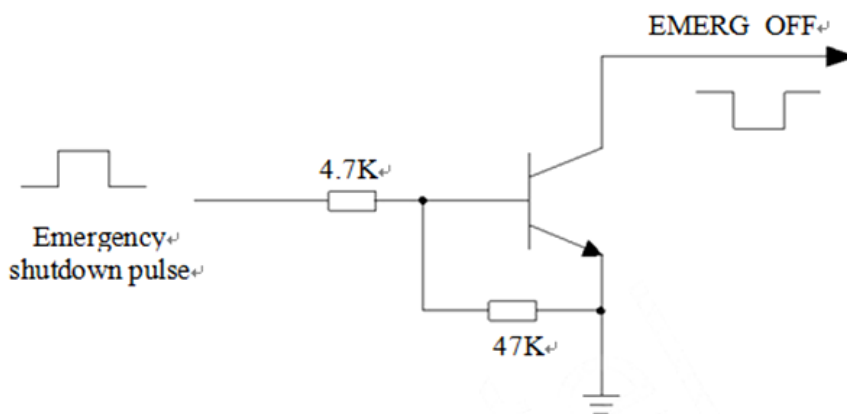 EMERG OFF↵
4.7K↵
Emergency↵
shutdown pulse↵
47K↵